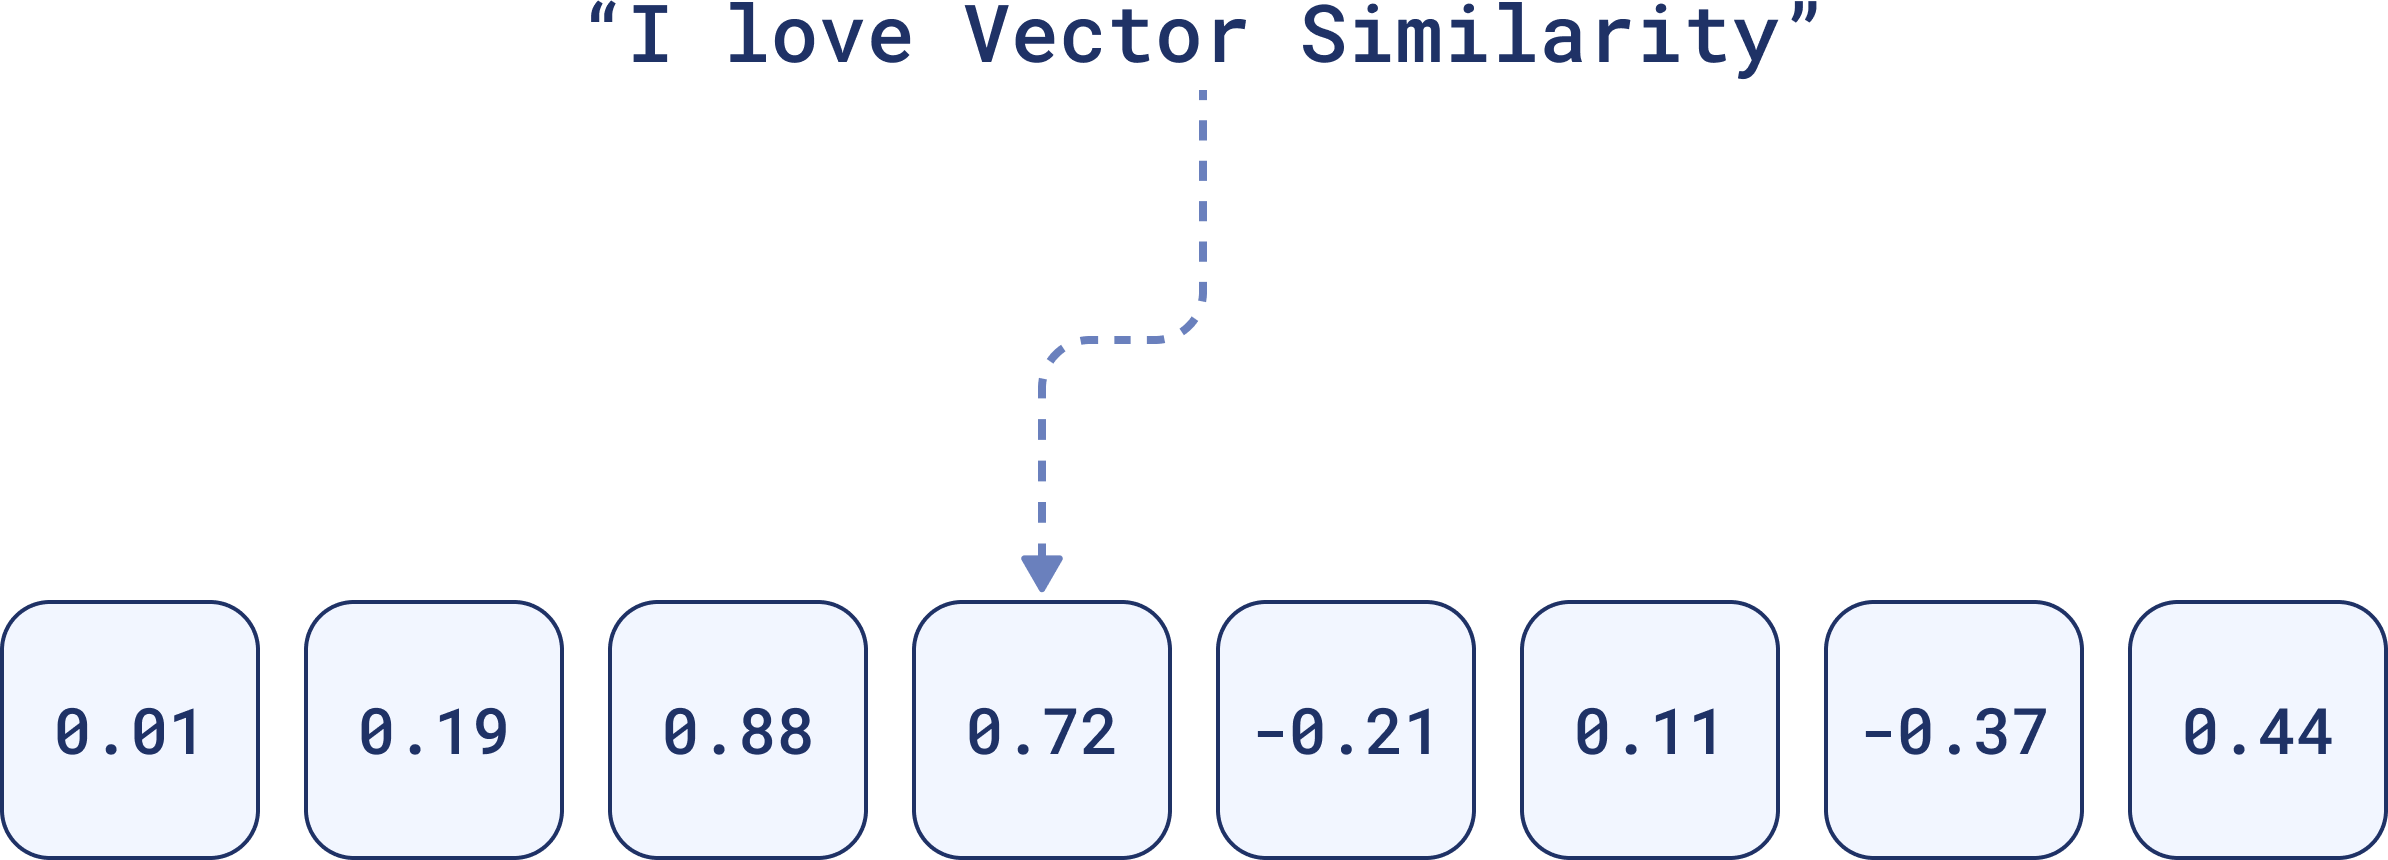 “I love Vector Similarity”
0.01 0.19 0.88 0.72 -0.21 0.11 -0.37 0.44